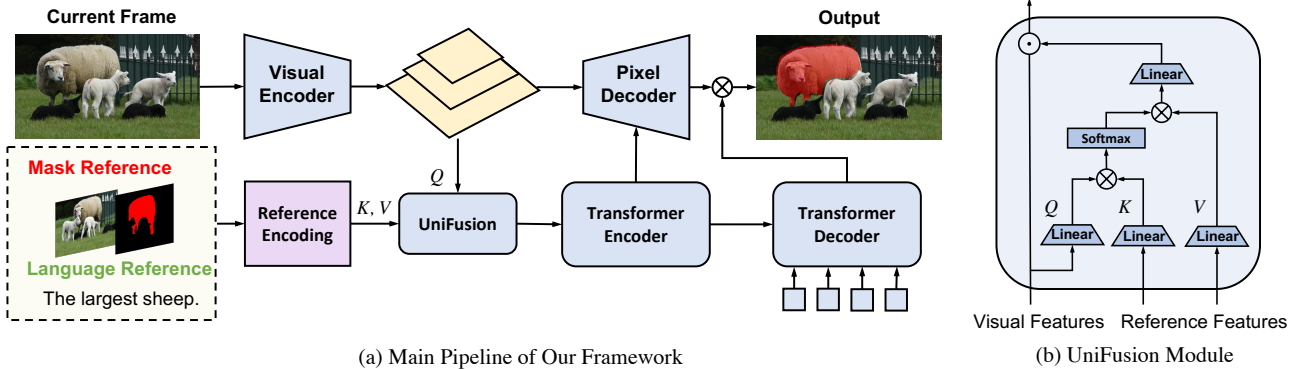 Current Frame
Output
Visual
Encoder
Pixel
Decoder
Mask Reference
Language Reference
The largest sheep.
Reference
Encoding
K, V
Q
UniFusion
Transformer
Encoder
Transformer
Decoder
(a) Main Pipeline of Our Framework
Linear
Softmax
Q
K
V
Linear
Linear
Linear
Visual Features
Reference Features
(b) UniFusion Module